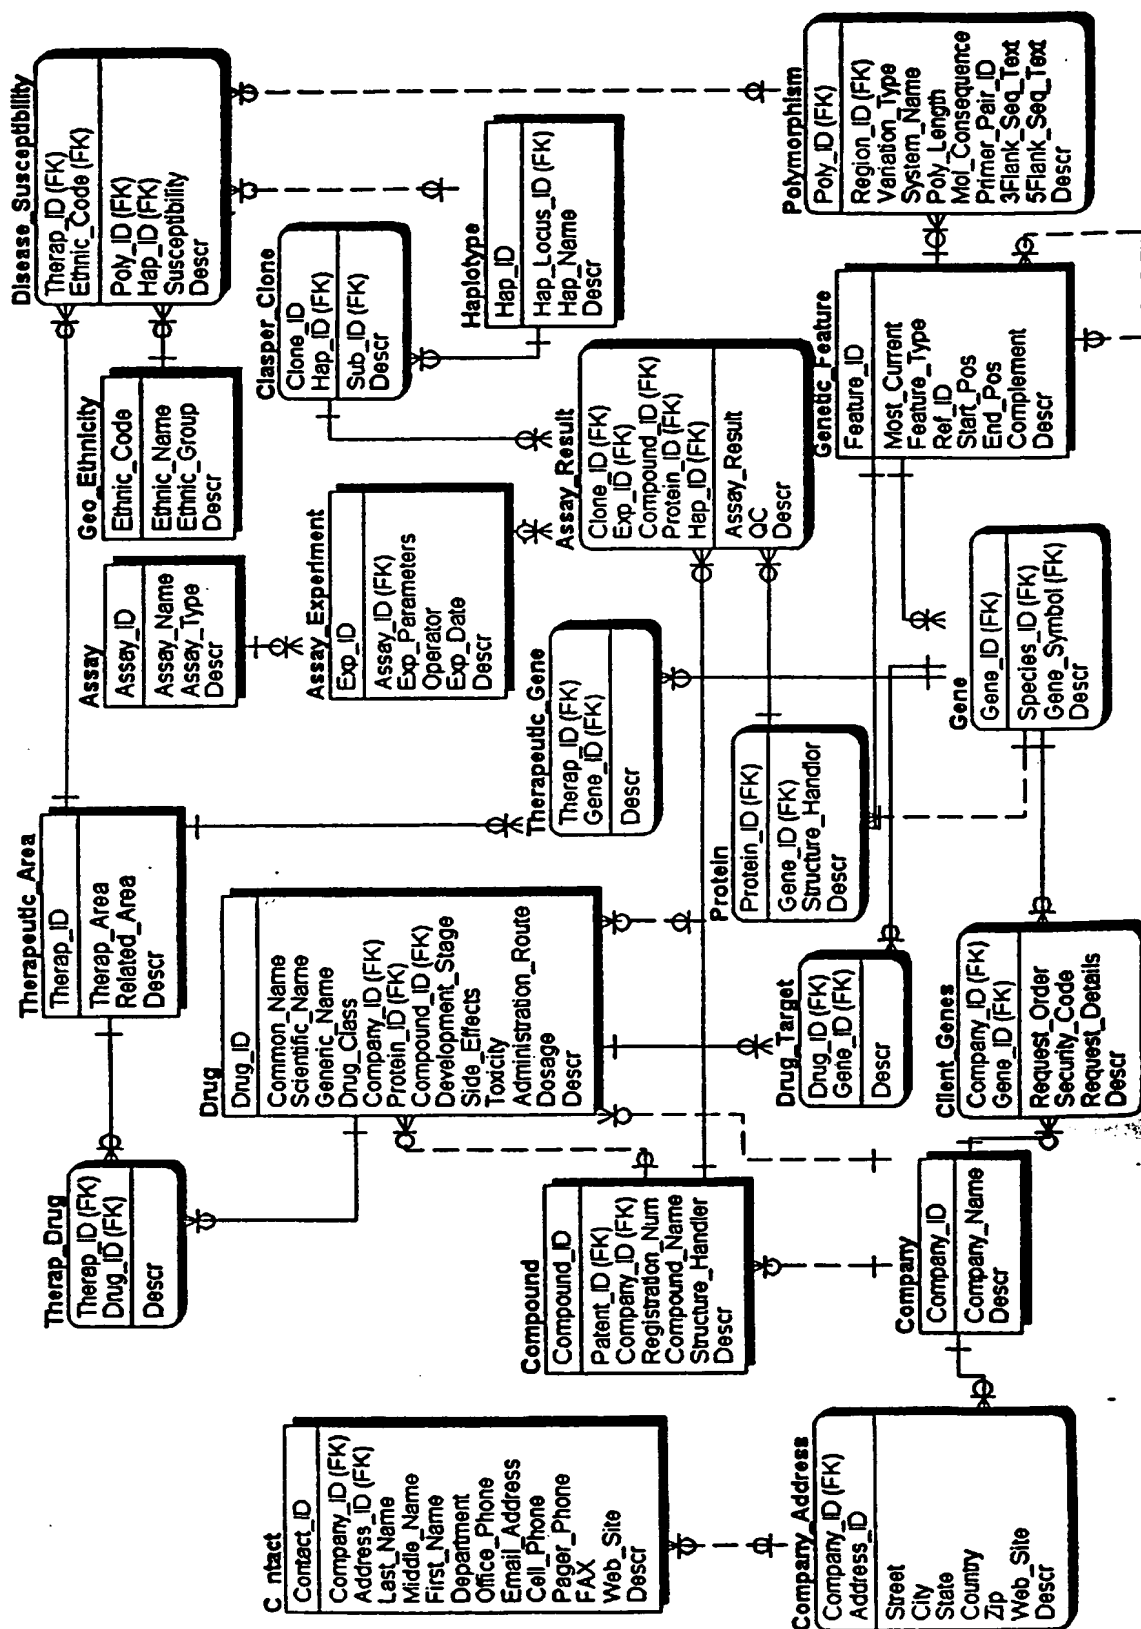 Disease_Susceptibility
Therap_ID (FK)
Ethnic_Code (FK)
Poly_ID (FK)
Hap_ID (FK)
Susceptibility
Descr
Geo_Ethnicity
Ethnic_Code
Ethnic_Name
Ethnic_Group
Descr
Clasper_Clone
Clone_ID
Hap_ID (FK)
Sub_ID (FK)
Descr
Haplotype
Hap_ID
Hap_Locus_ID (FK)
Hap_Name
Descr
Polymorphism
Poly_ID (FK)
Region_ID (FK)
Variation_Type
System_Name
Poly_Length
Mol_Consequence
Primer_Pair_ID
3Flank_Seq_Text
5Flank_Seq_Text
Descr
Assay
Assay_ID
Assay_Name
Assay_Type
Descr
Assay_Experiment
Exp_ID
Assay_ID (FK)
Exp_Parameters
Operator
Exp_Date
Descr
Assay_Result
Clone_ID (FK)
Exp_ID (FK)
Compound_ID (FK)
Protein_ID (FK)
Hap_ID (FK)
Assay_Result
QC
Descr
Genetic_Feature
Feature_ID
Most_Current
Feature_Type
Ref_ID
Start_Pos
End_Pos
Complement
Descr
Therapeutic_Area
Therap_ID
Therap_Area
Related_Area
Descr
Therapeutic_Gene
Therap_ID (FK)
Gene_ID (FK)
Descr
Protein
Protein_ID (FK)
Gene_ID (FK)
Structure_Handlor
Descr
Gene
Gene_ID (FK)
Species_ID (FK)
Gene_Symbol (FK)
Descr
Therap_Drug
Therap_ID (FK)
Drug_ID (FK)
Descr
Drug
Drug_ID
Common_Name
Scientific_Name
Generic_Name
Drug_Class
Company_ID (FK)
Protein_ID (FK)
Compound_ID (FK)
Development_Stage
Side_Effects
Toxicity
Administration_Route
Dosage
Descr
Drug_Target
Drug_ID (FK)
Gene_ID (FK)
Descr
Client_Genes
Company_ID (FK)
Gene_ID (FK)
Request_Order
Security_Code
Request_Details
Descr
Compound
Compound_ID
Patent_ID (FK)
Company_ID (FK)
Registration_Num
Compound_Name
Structure_Handler
Descr
Company
Company_ID
Company_Name
Descr
C ntact
Contact_ID
Company_ID (FK)
Address_ID (FK)
Last_Name
Middle_Name
First_Name
Department
Office_Phone
Email_Address
Cell_Phone
Pager_Phone
FAX
Web_Site
Descr
Company_Address
Company_ID (FK)
Address_ID
Street
City
State
Country
Zip
Web_Site
Descr